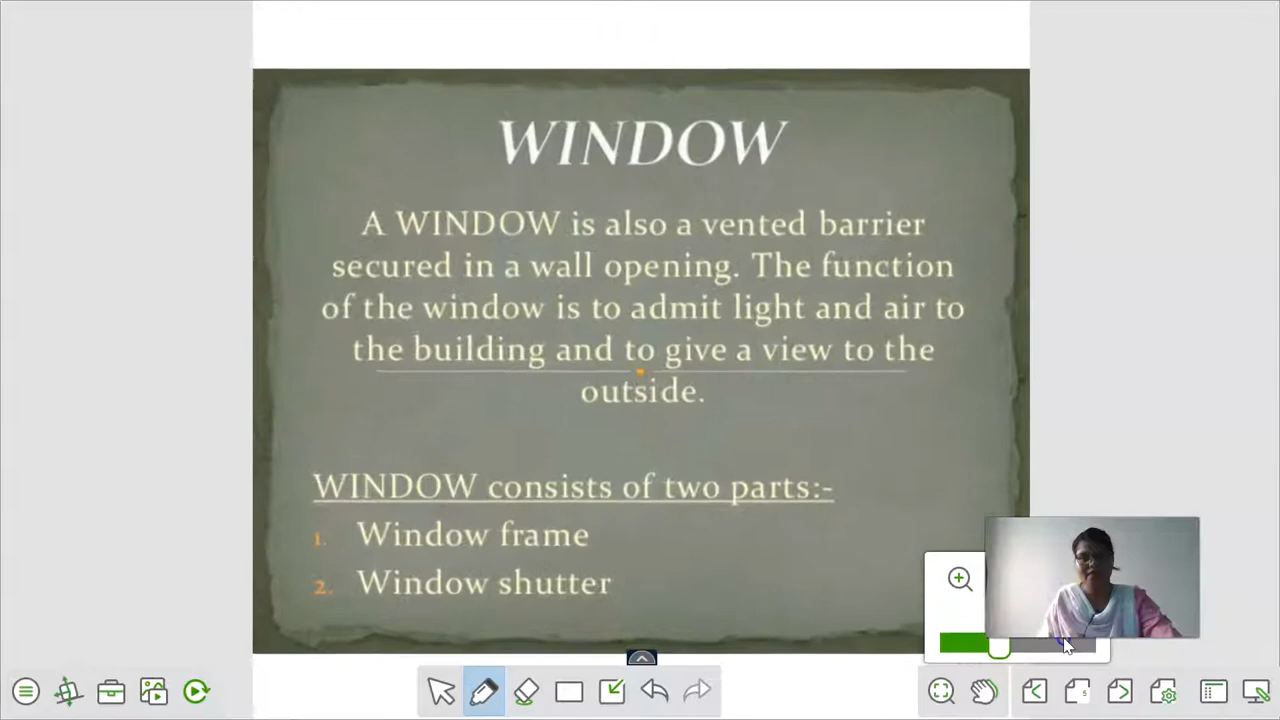 WINDOW
A WINDOW is also a vented barrier
secured in a wall opening. The function
of the window is to admit light and air to
the building and to give a view to the
outside.
WINDOW consists of two parts:-
1. Window frame
2. Window shutter
5